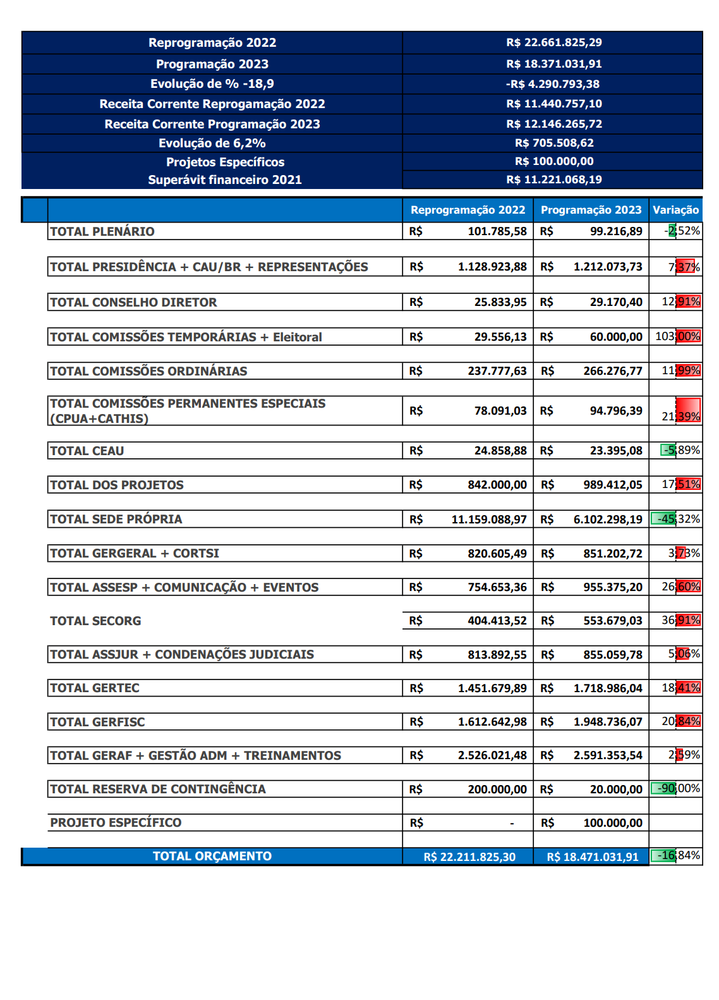 Reprogramação 2022 R$ 22.661.825,29
Programação 2023 R$ 18.371.031,91
Evolução de % -18,9 -R$ 4.290.793,38
Receita Corrente Reprogamação 2022 R$ 11.440.757,10
Receita Corrente Programação 2023 R$ 12.146.265,72
Evolução de 6,2% R$ 705.508,62
Projetos Específicos R$ 100.000,00
Superávit financeiro 2021 R$ 11.221.068,19
Reprogramação 2022 Programação 2023 Variação
TOTAL PLENÁRIO R$ 101.785,58 R$ 99.216,89 -2,52%
TOTAL PRESIDÊNCIA + CAU/BR + REPRESENTAÇÕES R$ 1.128.923,88 R$ 1.212.073,73 7,37%
TOTAL CONSELHO DIRETOR R$ 25.833,95 R$ 29.170,40 12,91%
TOTAL COMISSÕES TEMPORÁRIAS + Eleitoral R$ 29.556,13 R$ 60.000,00 103,00%
TOTAL COMISSÕES ORDINÁRIAS R$ 237.777,63 R$ 266.276,77 11,99%
TOTAL COMISSÕES PERMANENTES ESPECIAIS
(CPUA+CATHIS) R$ 78.091,03 R$ 94.796,39 21,39%
TOTAL CEAU R$ 24.858,88 R$ 23.395,08 -5,89%
TOTAL DOS PROJETOS R$ 842.000,00 R$ 989.412,05 17,51%
TOTAL SEDE PRÓPRIA R$ 11.159.088,97 R$ 6.102.298,19 -45,32%
TOTAL GERGERAL + CORTSI R$ 820.605,49 R$ 851.202,72 3,73%
TOTAL ASSESP + COMUNICAÇÃO + EVENTOS R$ 754.653,36 R$ 955.375,20 26,60%
TOTAL SECORG R$ 404.413,52 R$ 553.679,03 36,91%
TOTAL ASSJUR + CONDENAÇÕES JUDICIAIS R$ 813.892,55 R$ 855.059,78 5,06%
TOTAL GERTEC R$ 1.451.679,89 R$ 1.718.986,04 18,41%
TOTAL GERFISC R$ 1.612.642,98 R$ 1.948.736,07 20,84%
TOTAL GERAF + GESTÃO ADM + TREINAMENTOS R$ 2.526.021,48 R$ 2.591.353,54 2,59%
TOTAL RESERVA DE CONTINGÊNCIA R$ 200.000,00 R$ 20.000,00 -90,00%
PROJETO ESPECÍFICO R$ - R$ 100.000,00
TOTAL ORÇAMENTO R$ 22.211.825,30 R$ 18.471.031,91 -16,84%